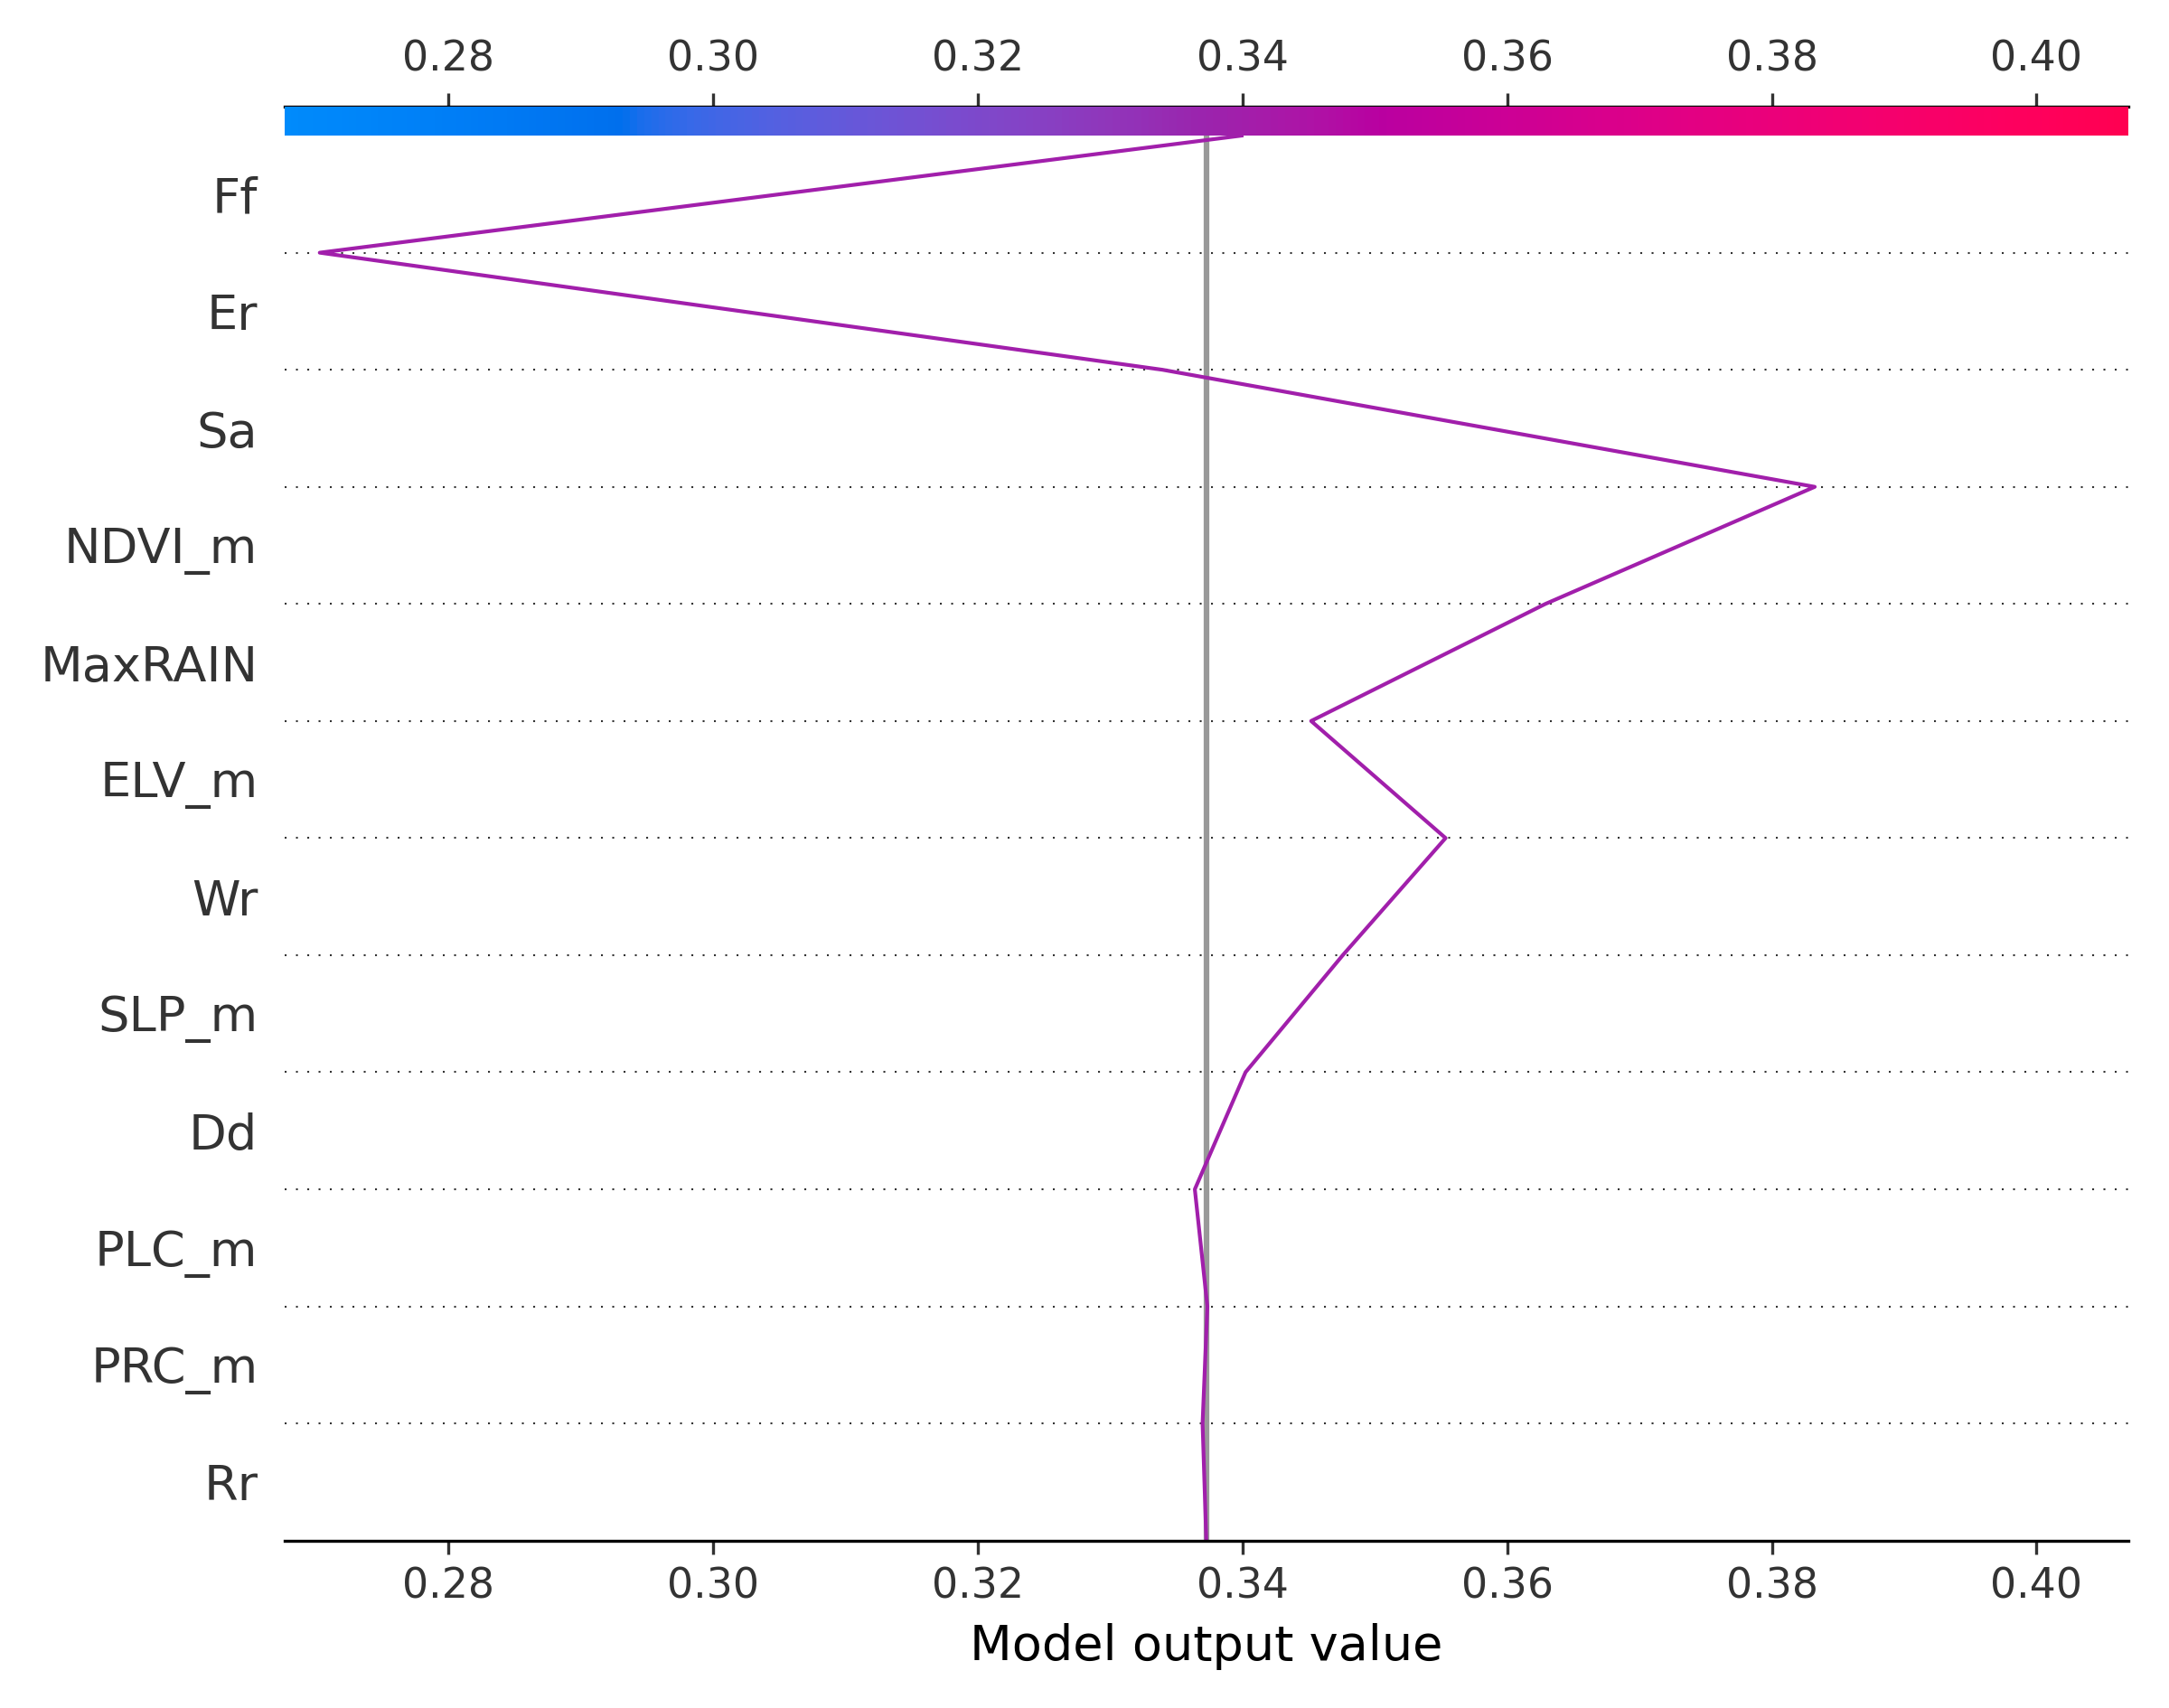 0.28 0.30 0.32 0.34 0.36 0.38 0.40
Ff
Er
Sa
NDVI_m
MaxRAIN
ELV_m
Wr
SLP_m
Dd
PLC_m
PRC_m
Rr
0.28 0.30 0.32 0.34 0.36 0.38 0.40
Model output value